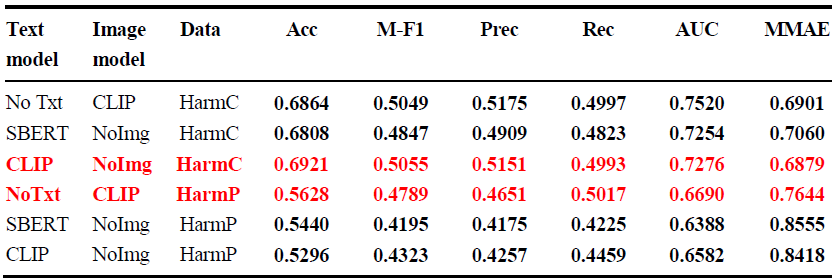 Text model Image model Data Acc M-F1 Prec Rec AUC MMAE
No Txt CLIP HarmC 0.6864 0.5049 0.5175 0.4997 0.7520 0.6901
SBERT NoImg HarmC 0.6808 0.4847 0.4909 0.4823 0.7254 0.7060
CLIP NoImg HarmC 0.6921 0.5055 0.5151 0.4993 0.7276 0.6879
NoTxt CLIP HarmP 0.5628 0.4789 0.4651 0.5017 0.6690 0.7644
SBERT NoImg HarmP 0.5440 0.4195 0.4175 0.4225 0.6388 0.8555
CLIP NoImg HarmP 0.5296 0.4323 0.4257 0.4459 0.6582 0.8418